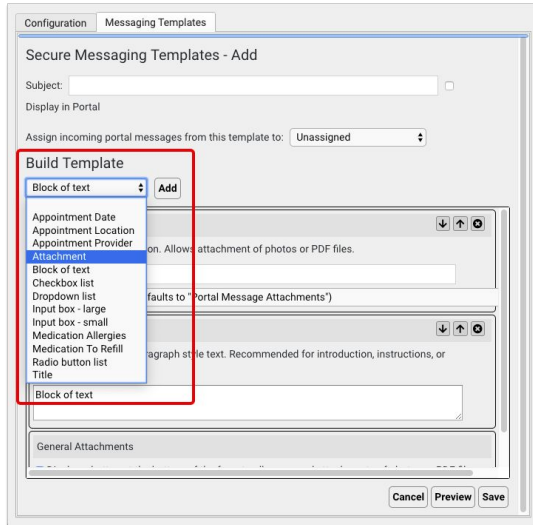 Configuration Messaging Templates
Secure Messaging Templates - Add
Subject:
Display in Portal
Assign incoming portal messages from this template to: Unassigned
Build Template
Block of text Add
Appointment Date
Appointment Location
Appointment Provider
on. Allows attachment of photos or PDF files.
Attachment
Block of text
Checkbox list
Dropdown list
faults to "Portal Message Attachments")
Input box - large
Input box - small
Medication Allergies
Medication To Refill
ragraph style text. Recommended for introduction, instructions, or
Radio button list
Title
Block of text
General Attachments
Cancel Preview Save